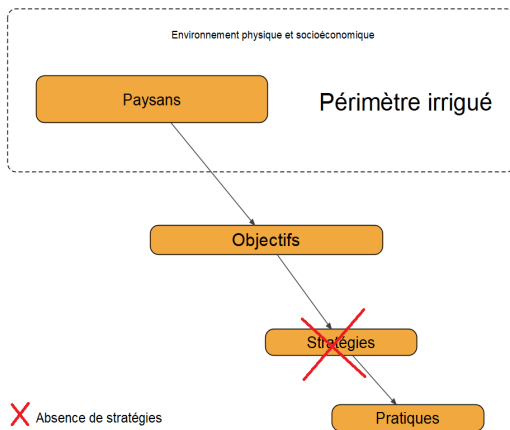 Environnement physique et socioéconomique
Paysans
Périmètre irrigué
Objectifs
Stratégies
Pratiques
Absence de stratégies